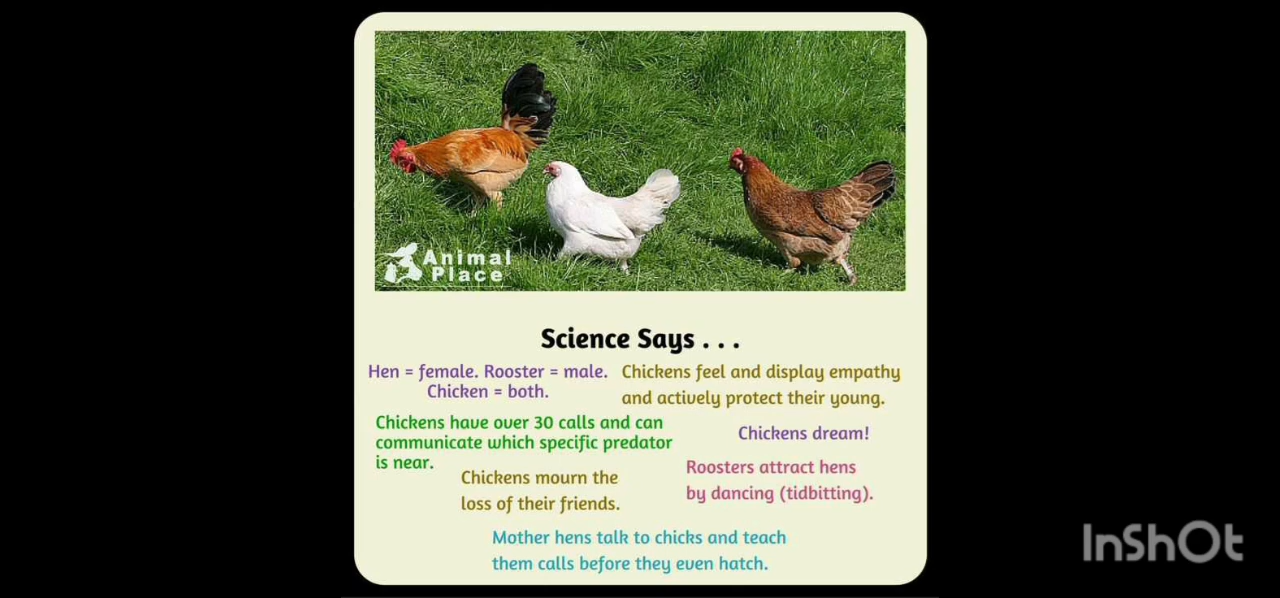 Animal
Place
Science Says . . .
Hen = female. Rooster = male.
Chicken = both.
Chickens feel and display empathy
and actively protect their young.
Chickens have over 30 calls and can
communicate which specific predator
is near.
Chickens dream!
Chickens mourn the
loss of their friends.
Roosters attract hens
by dancing (tidbitting).
Mother hens talk to chicks and teach
them calls before they even hatch.
InShOt